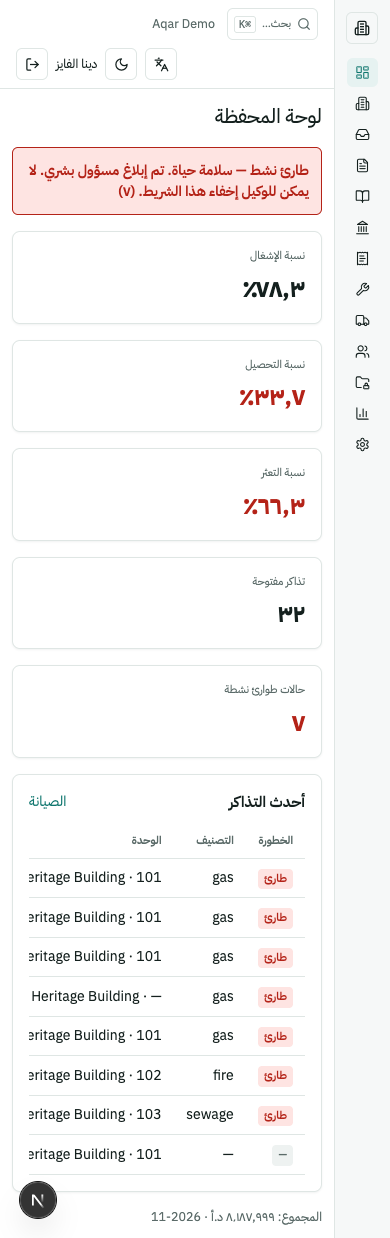 بحث... ⌘K
Aqar Demo
دينا الفايز
لوحة المحفظة
طارئ نشط — سلامة حياة. تم إبلاغ مسؤول بشري. لا
يمكن للوكيل إخفاء هذا الشريط. (٧)
نسبة الإشغال
٧٨,٣٪
نسبة التحصيل
٣٣,٧٪
نسبة التعثر
٦٦,٣٪
تذاكر مفتوحة
٣٢
حالات طوارئ نشطة
٧
أحدث التذاكر الصيانة
الخطورة التصنيف الوحدة
طارئ gas eritage Building · 101
طارئ gas eritage Building · 101
طارئ gas eritage Building · 101
طارئ gas Heritage Building · —
طارئ gas eritage Building · 101
طارئ fire eritage Building · 102
طارئ sewage eritage Building · 103
— — eritage Building · 101
المجموع: ٨,١٨٧,٩٩٩ د.أ · 2026-11
N